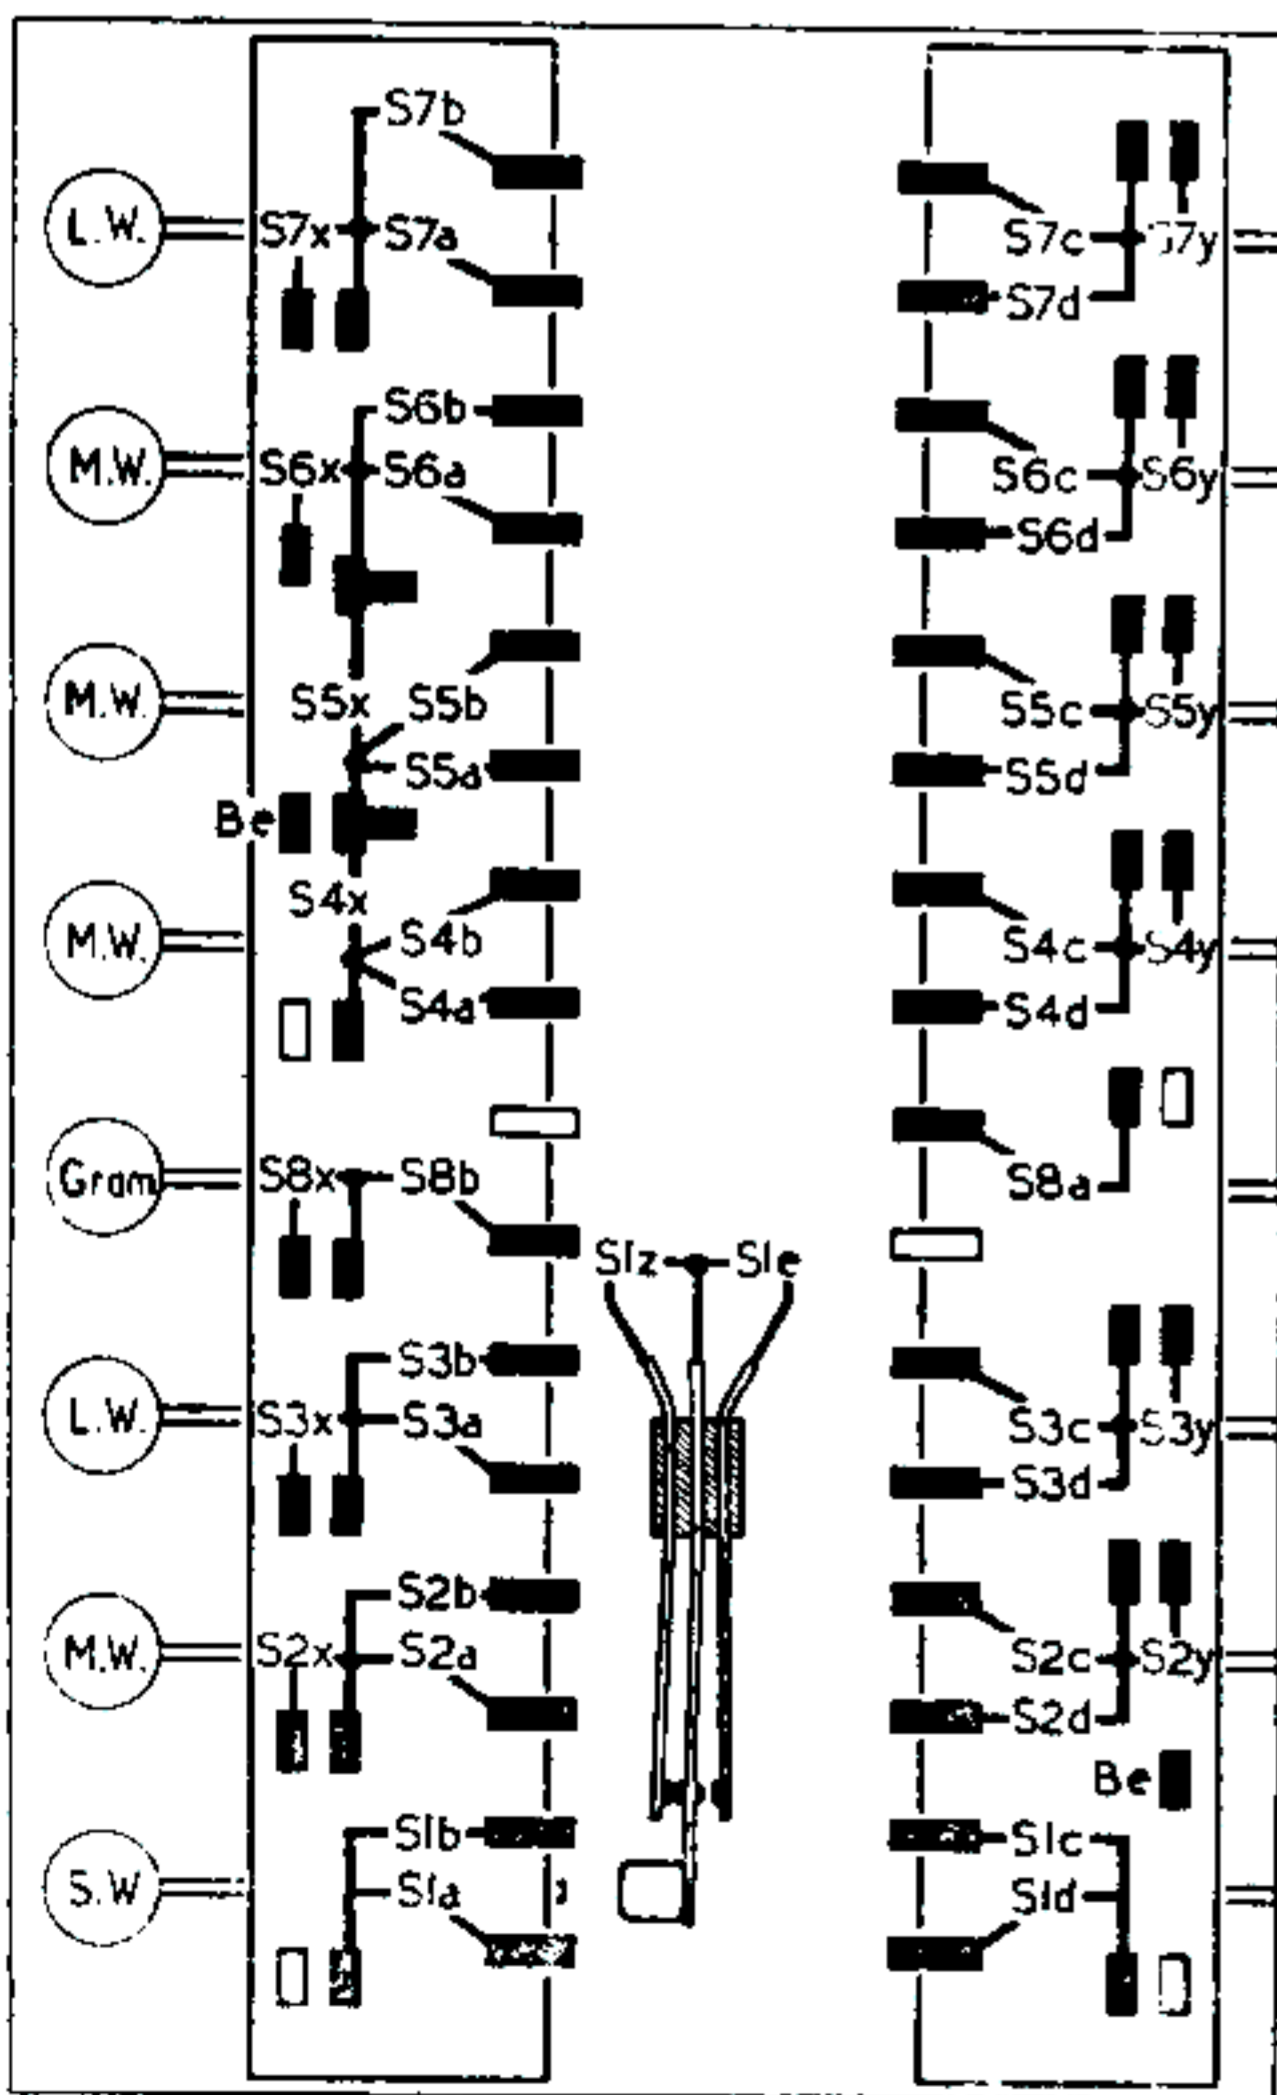 S7b
L.W. S7x S7a S7c S7y
S7d
S6b
M.W. S6x S6a S6c S6y
S6d
M.W. S5x S5b S5c S5y
S5a S5d
Be
S4x
M.W. S4b S4c S4y
S4a S4d
Gram S8x S8b S8a
S1z S1e
S3b
L.W. S3x S3a S3c S3y
S3d
S2b
M.W. S2x S2a S2c S2y
S2d
Be
S1b S1c
S.W S1a S1d